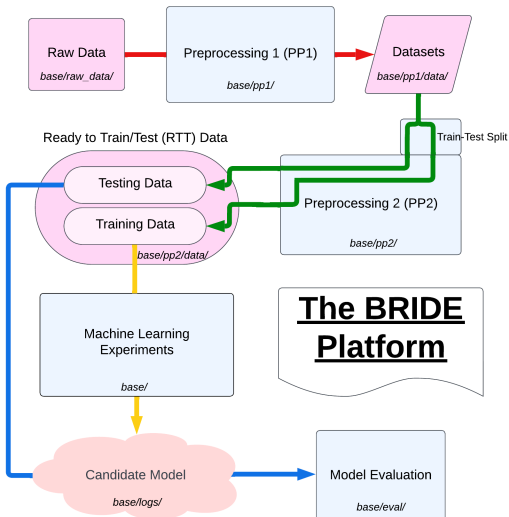 Raw Data
base/raw_data/
Preprocessing 1 (PP1)
base/pp1/
Datasets
base/pp1/data/
Train-Test Split
Ready to Train/Test (RTT) Data
Testing Data
Training Data
base/pp2/data/
Preprocessing 2 (PP2)
base/pp2/
The BRIDE
Platform
Machine Learning
Experiments
base/
Candidate Model
base/logs/
Model Evaluation
base/eval/